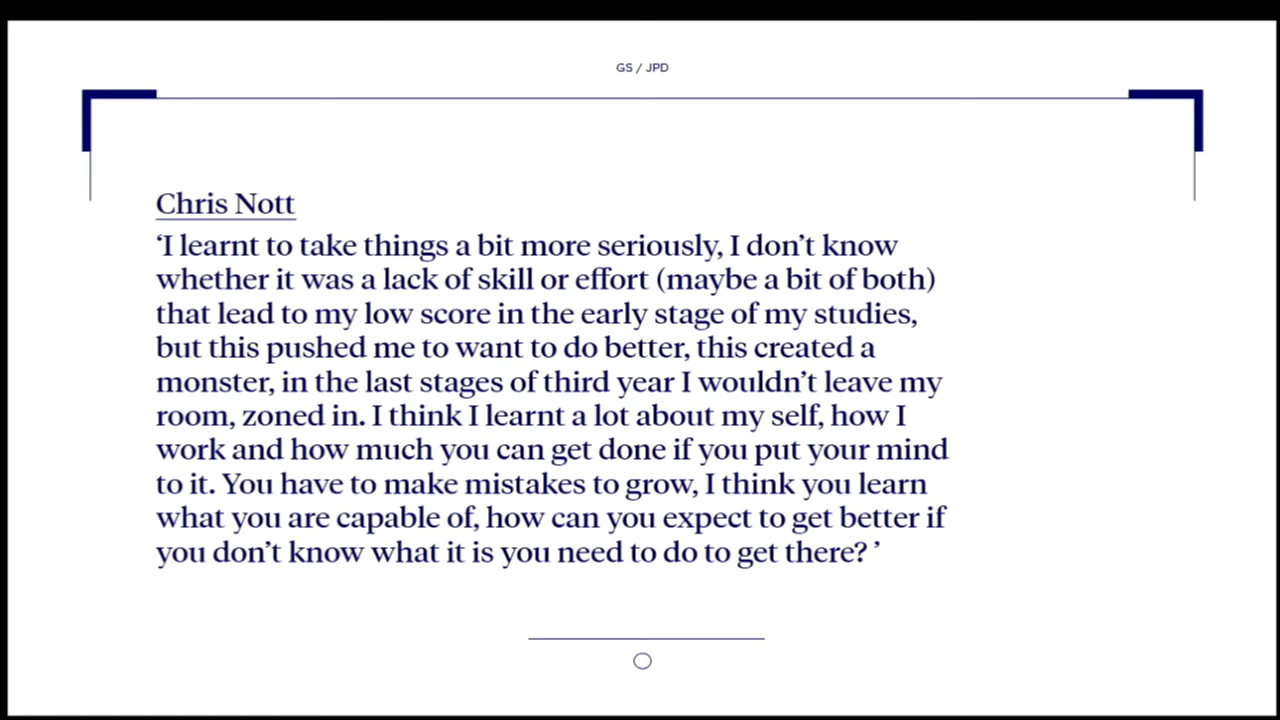 GS / JPD
Chris Nott
‘I learnt to take things a bit more seriously, I don’t know
whether it was a lack of skill or effort (maybe a bit of both)
that lead to my low score in the early stage of my studies,
but this pushed me to want to do better, this created a
monster, in the last stages of third year I wouldn’t leave my
room, zoned in. I think I learnt a lot about my self, how I
work and how much you can get done if you put your mind
to it. You have to make mistakes to grow, I think you learn
what you are capable of, how can you expect to get better if
you don’t know what it is you need to do to get there? ’